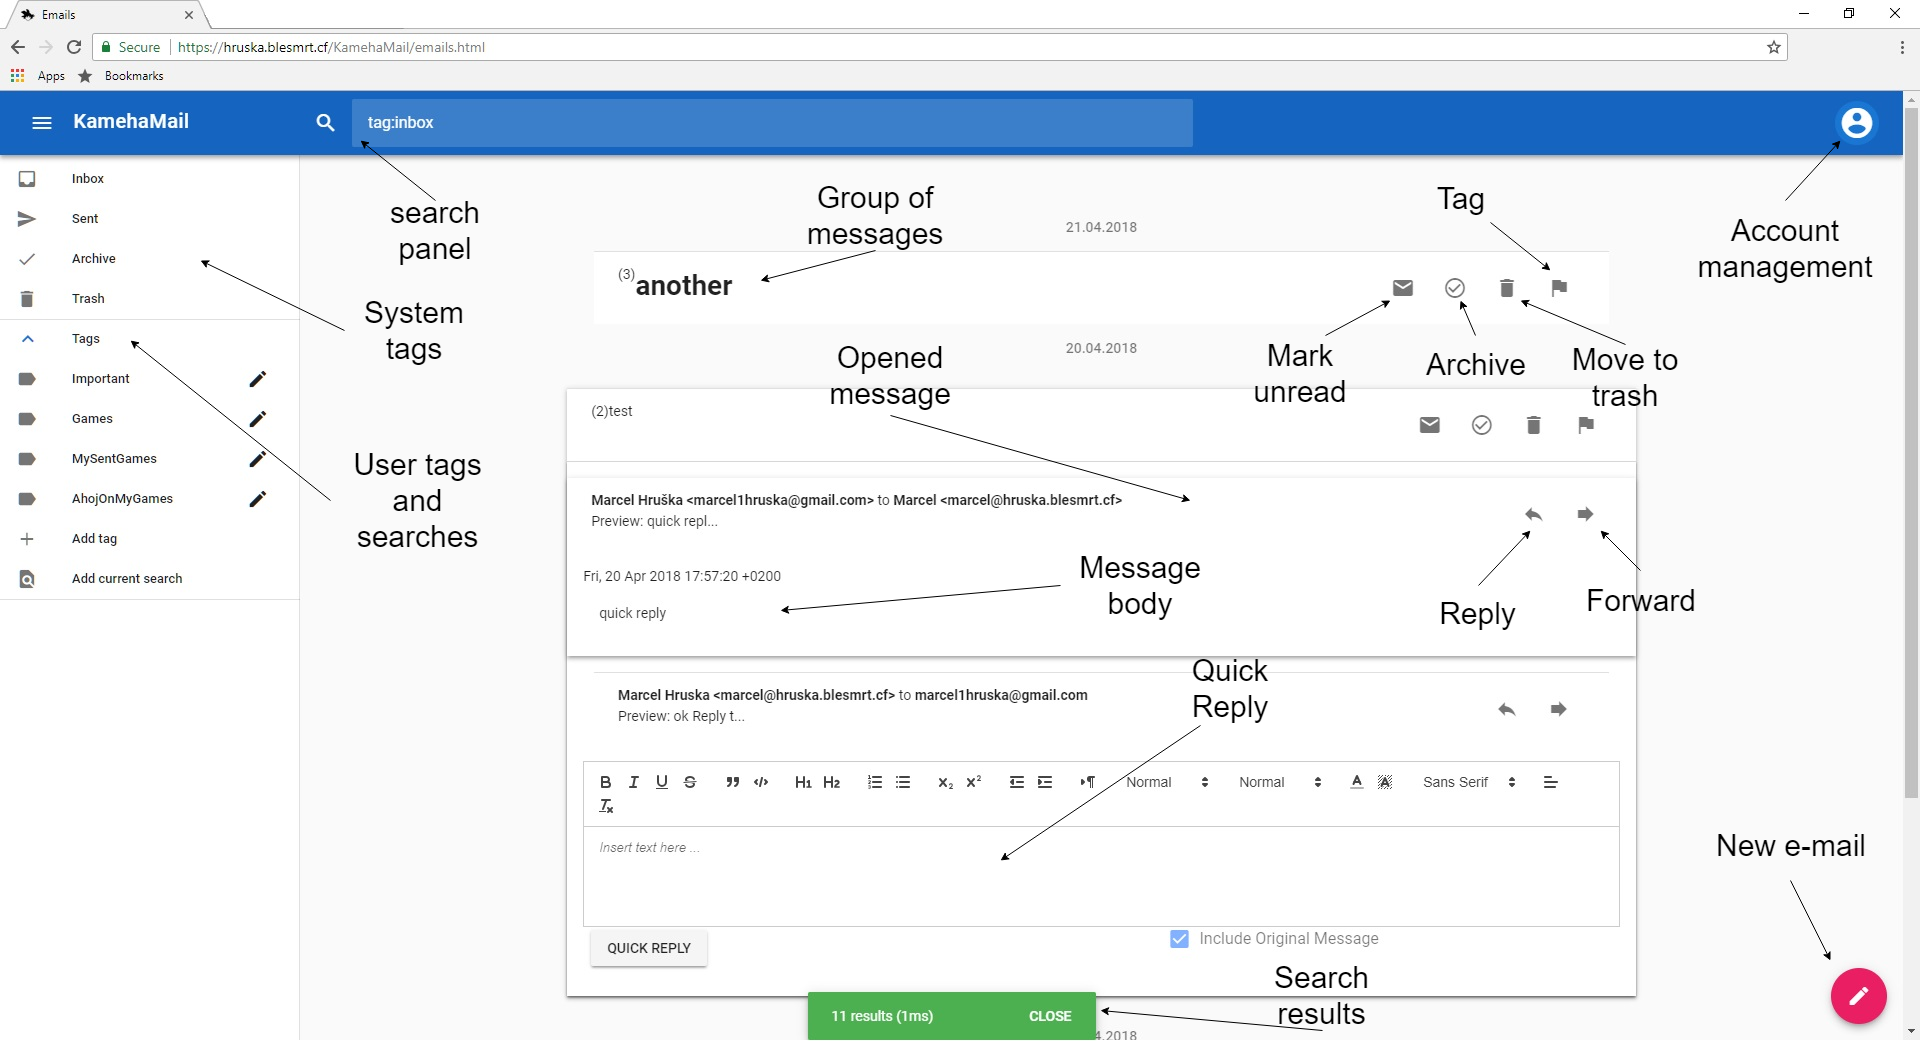 Emails
Secure https://hruska.blesmrt.cf/KamehaMail/emails.html
Apps Bookmarks
KamehaMail
tag:inbox
Inbox
Sent
Archive
Trash
Tags
Important
Games
MySentGames
AhojOnMyGames
Add tag
Add current search
search
panel
System
tags
User tags
and
searches
Group of
messages
21.04.2018
Tag
Account
management
(3)another
Mark
unread
Archive
Move to
trash
20.04.2018
Opened
message
(2)test
Marcel Hruška <marcel1hruska@gmail.com> to Marcel <marcel@hruska.blesmrt.cf>
Preview: quick repl...
Fri, 20 Apr 2018 17:57:20 +0200
quick reply
Message
body
Reply
Forward
Quick
Reply
Marcel Hruska <marcel@hruska.blesmrt.cf> to marcel1hruska@gmail.com
Preview: ok Reply t...
B I U S H1 H2 X2 X2 Normal Normal A A Sans Serif
Tx
Insert text here ...
QUICK REPLY
Include Original Message
New e-mail
Search
results
11 results (1ms) CLOSE
4.2018